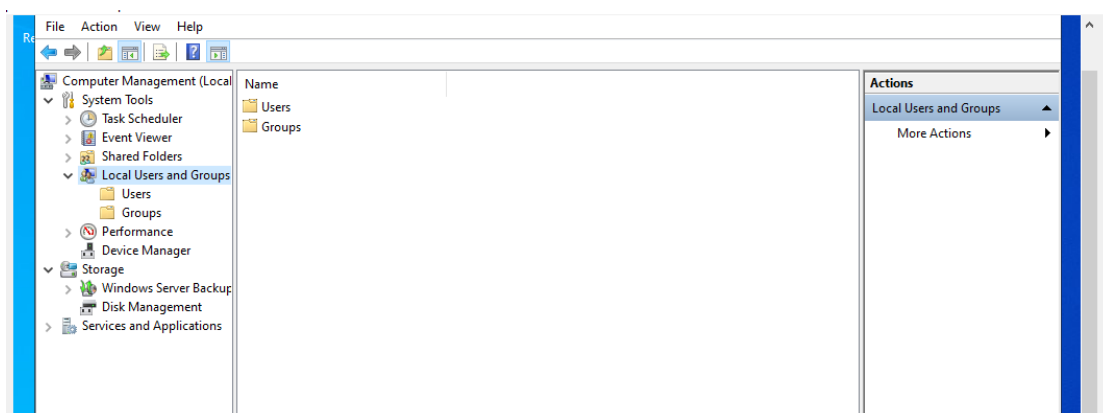 File Action View Help
Re
Computer Management (Local
System Tools
Task Scheduler
Event Viewer
Shared Folders
Local Users and Groups
Users
Groups
Performance
Device Manager
Storage
Windows Server Backup
Disk Management
Services and Applications
Name
Users
Groups
Actions
Local Users and Groups
More Actions